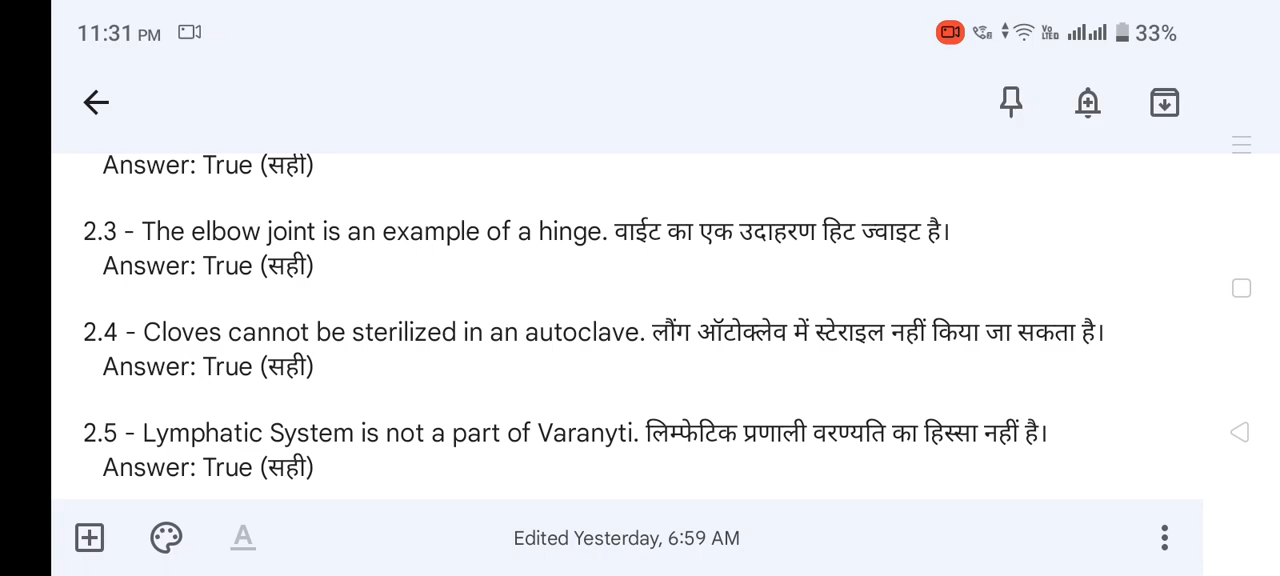 11:31 PM
Vo LTED 33%
Answer: True (सही)
2.3 - The elbow joint is an example of a hinge. वाईट का एक उदाहरण हिट ज्वाइट है।
Answer: True (सही)
2.4 - Cloves cannot be sterilized in an autoclave. लौंग ऑटोक्लेव में स्टेराइल नहीं किया जा सकता है।
Answer: True (सही)
2.5 - Lymphatic System is not a part of Varanyti. लिम्फेटिक प्रणाली वरण्यति का हिस्सा नहीं है।
Answer: True (सही)
A
Edited Yesterday, 6:59 AM